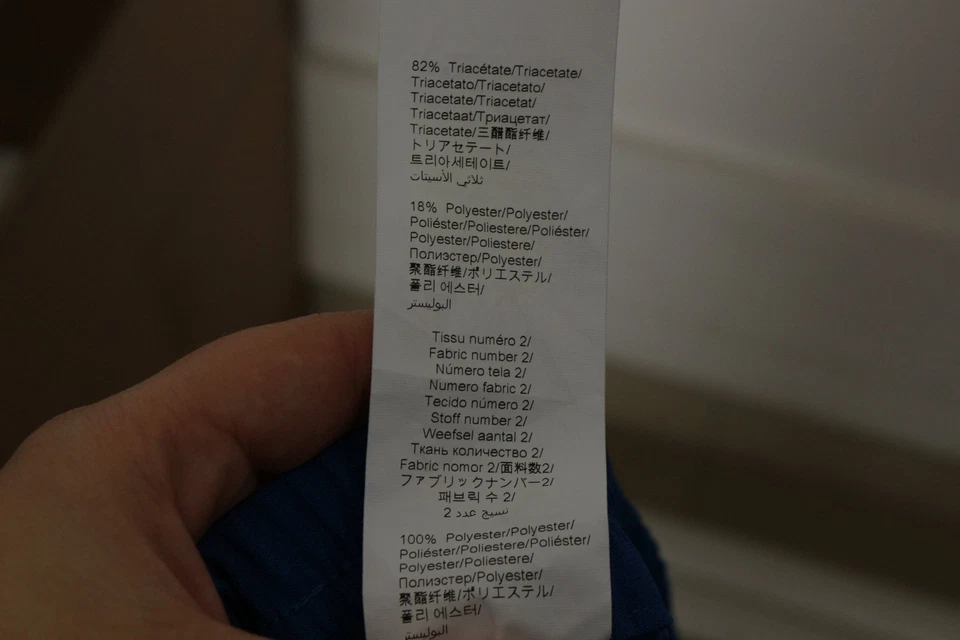 82% Triacétate/Triacetate/
Triacetato/Triacetato/
Triacetate/Triacetat/
Triacetaat/Триацетат/
Triacetate/三醋酯纤维/
トリアセテート/
트리아세테이트/
ثلاثي الأسيتات
18% Polyester/Polyester/
Poliéster/Poliestere/Poliéster/
Polyester/Poliestere/
Полиэстер/Polyester/
聚酯纤维/ポリエステル/
폴리 에스터/
البوليستر
Tissu numéro 2/
Fabric number 2/
Número tela 2/
Numero fabric 2/
Tecido número 2/
Stoff number 2/
Weefsel aantal 2/
Ткань количество 2/
Fabric nomor 2/面料数2/
ファブリックナンバー2/
패브릭 수 2/
نسيج عدد 2
100% Polyester/Polyester/
Poliéster/Poliestere/Poliéster/
Polyester/Poliestere/
Полиэстер/Polyester/
聚酯纤维/ポリエステル/
폴리 에스터/
البوليستر